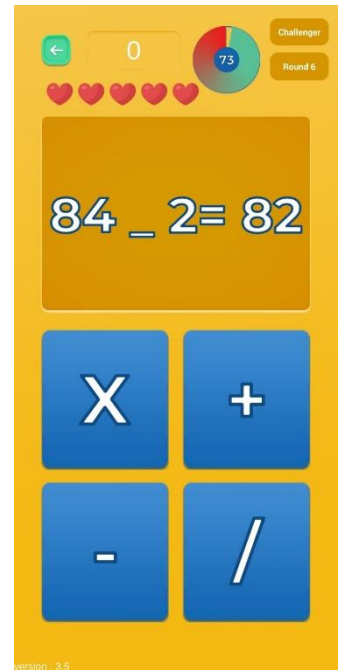 0
73
Challenger
Round 6
84 _ 2= 82
X
+
-
/
version : 3.5